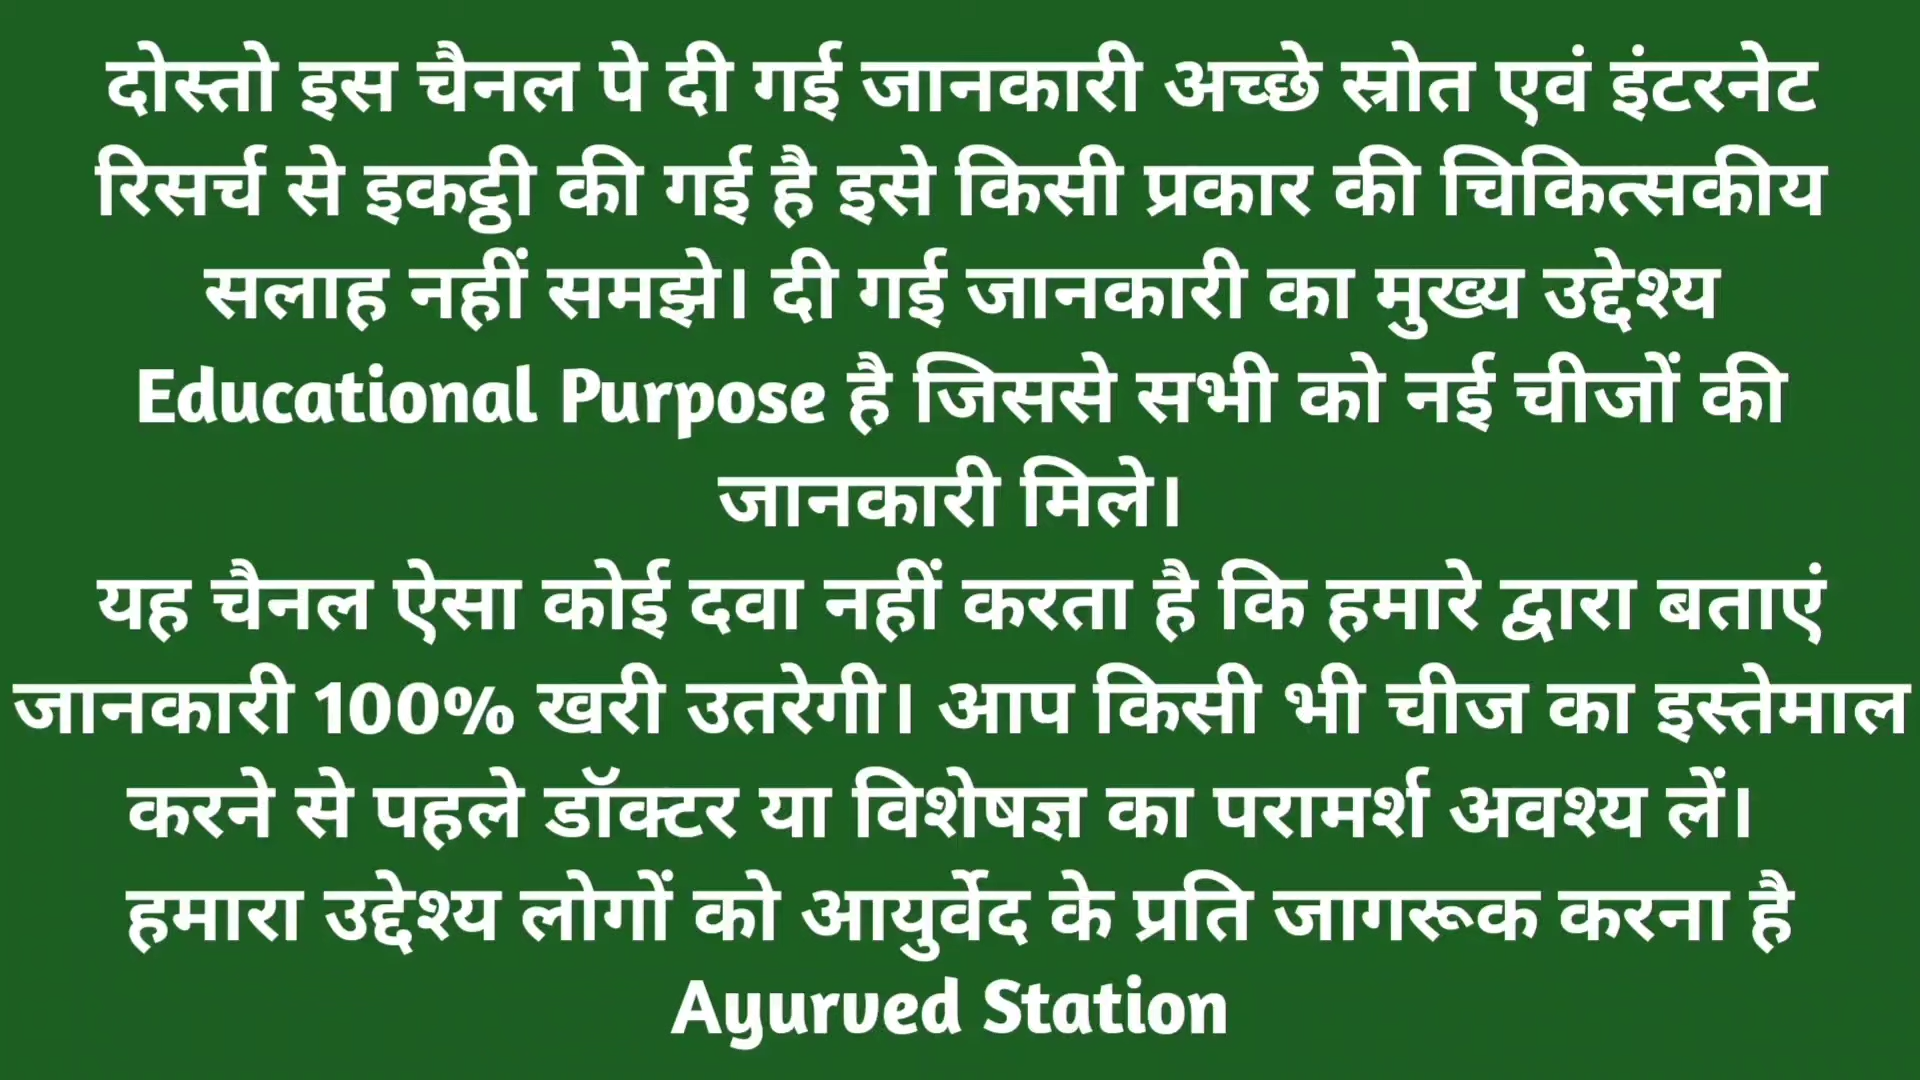 दोस्तो इस चैनल पे दी गई जानकारी अच्छे स्रोत एवं इंटरनेट
रिसर्च से इकट्ठी की गई है इसे किसी प्रकार की चिकित्सकीय
सलाह नहीं समझे। दी गई जानकारी का मुख्य उद्देश्य
Educational Purpose है जिससे सभी को नई चीजों की
जानकारी मिले।
यह चैनल ऐसा कोई दवा नहीं करता है कि हमारे द्वारा बताएं
जानकारी 100% खरी उतरेगी। आप किसी भी चीज का इस्तेमाल
करने से पहले डॉक्टर या विशेषज्ञ का परामर्श अवश्य लें।
हमारा उद्देश्य लोगों को आयुर्वेद के प्रति जागरूक करना है
Ayurved Station